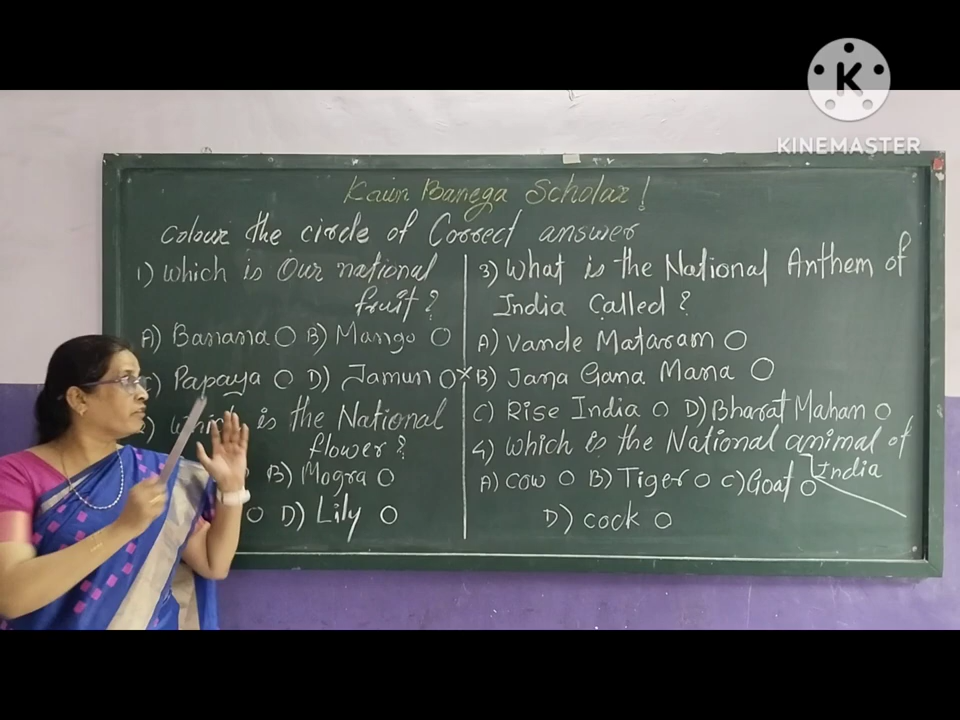 K
KINEMASTER
Kaun Banega Scholar!
Colour the circle of Correct answer
1) Which is Our national
fruit?
A) Banana B) Mango
C) Papaya D) Jamun
is the National
flower?
B) Mogra
D) Lily
3) What is the National Anthem of
India Called?
A) Vande Mataram
B) Jana Gana Mana
C) Rise India D) Bharat Maham
4) Which is the National animal of
India
A) Cow B) Tiger C) Goat
D) Cock